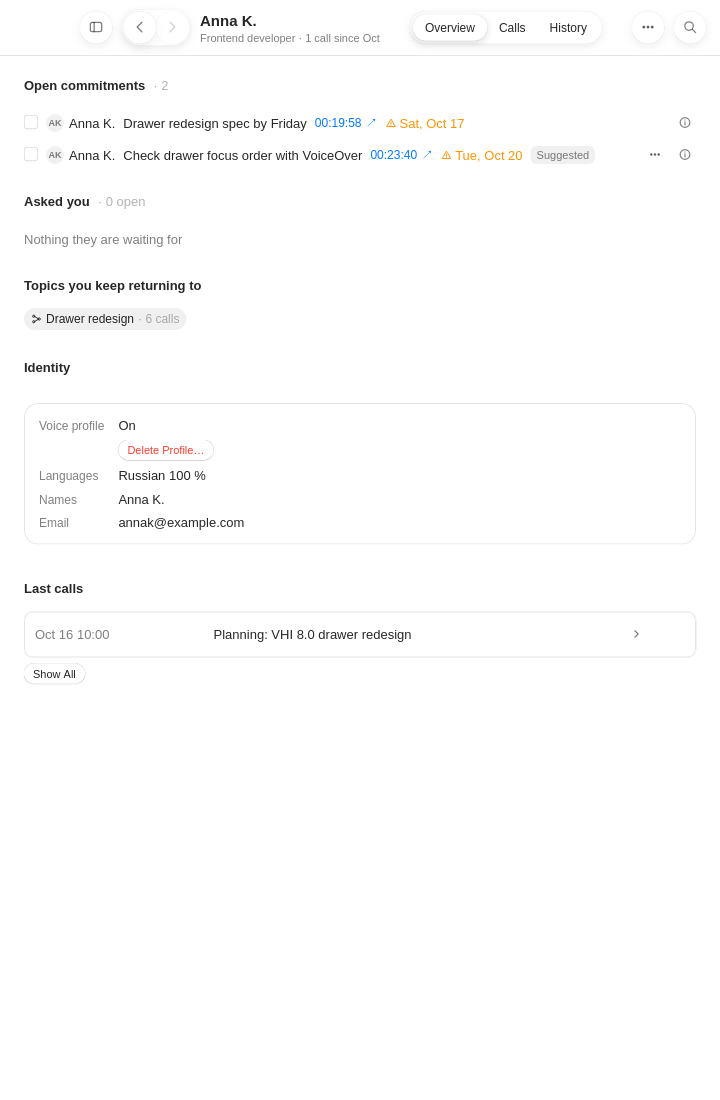 Anna K.
Frontend developer · 1 call since Oct
Overview Calls History
Open commitments · 2
AK Anna K. Drawer redesign spec by Friday 00:19:58 ↗ Sat, Oct 17
AK Anna K. Check drawer focus order with VoiceOver 00:23:40 ↗ Tue, Oct 20 Suggested
Asked you · 0 open
Nothing they are waiting for
Topics you keep returning to
Drawer redesign · 6 calls
Identity
Voice profile On
Delete Profile…
Languages Russian 100 %
Names Anna K.
Email annak@example.com
Last calls
Oct 16 10:00 Planning: VHI 8.0 drawer redesign
Show All